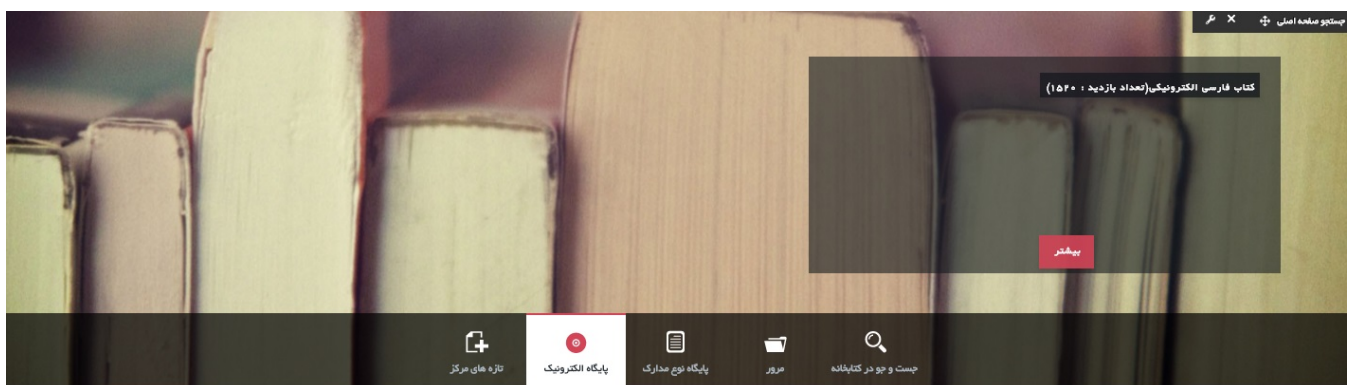 جستجو صفحه اصلی
کتاب فارسی الکترونیکی(تعداد بازدید : ۱۵۲۰)
بیشتر
جست و جو در کتابخانه
مرور
پایگاه نوع مدارک
پایگاه الکترونیک
تازه های مرکز